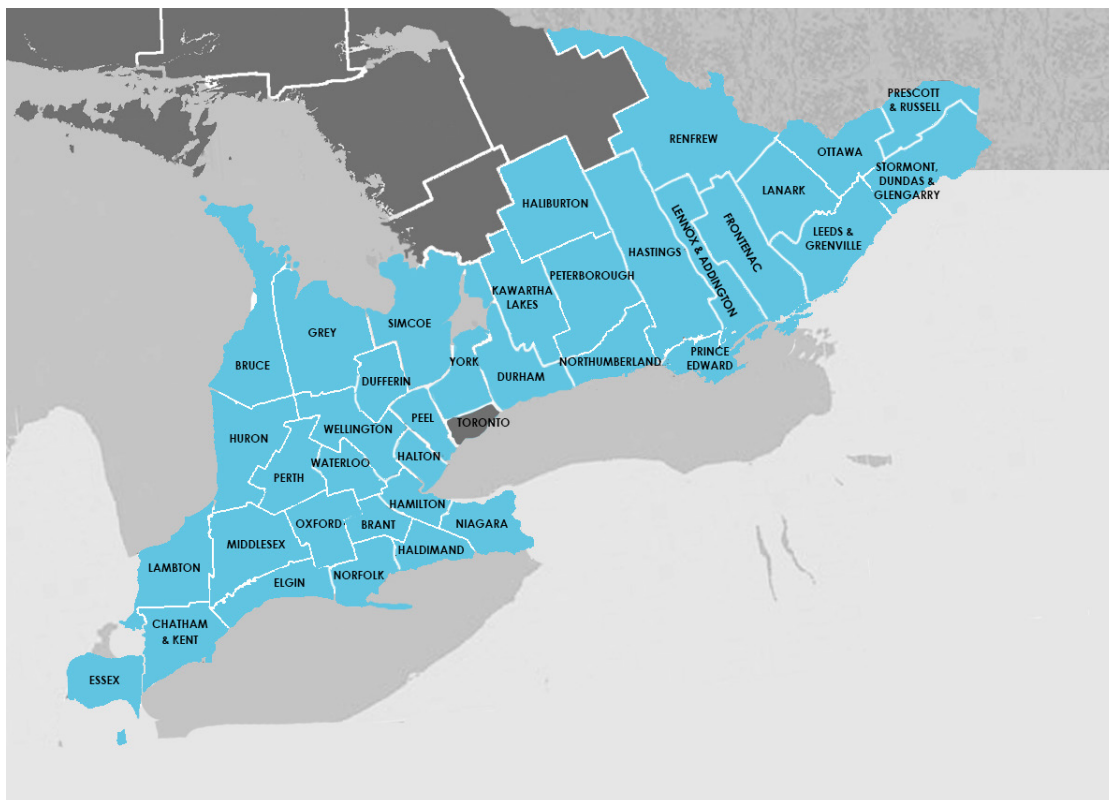 PRESCOTT
& RUSSELL
RENFREW
OTTAWA
STORMONT,
DUNDAS &
GLENGARRY
LANARK
HALIBURTON
LENNOX & ADDINGTON
FRONTENAC
LEEDS &
GRENVILLE
HASTINGS
PETERBOROUGH
KAWARTHA
LAKES
SIMCOE
GREY
BRUCE
YORK
PRINCE
EDWARD
NORTHUMBERLAND
DURHAM
DUFFERIN
PEEL
TORONTO
WELLINGTON
HURON
HALTON
WATERLOO
PERTH
HAMILTON
OXFORD
BRANT
NIAGARA
MIDDLESEX
HALDIMAND
LAMBTON
NORFOLK
ELGIN
CHATHAM
& KENT
ESSEX